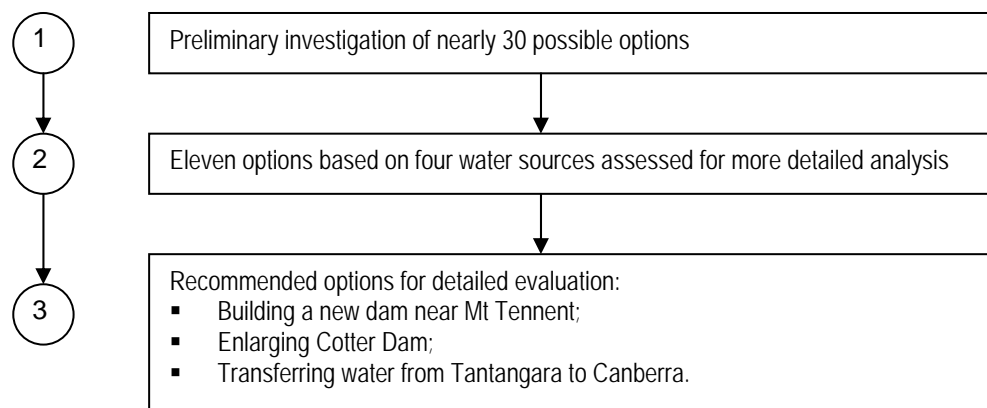 1
Preliminary investigation of nearly 30 possible options
2
Eleven options based on four water sources assessed for more detailed analysis
3
Recommended options for detailed evaluation:
▪ Building a new dam near Mt Tennent;
▪ Enlarging Cotter Dam;
▪ Transferring water from Tantangara to Canberra.